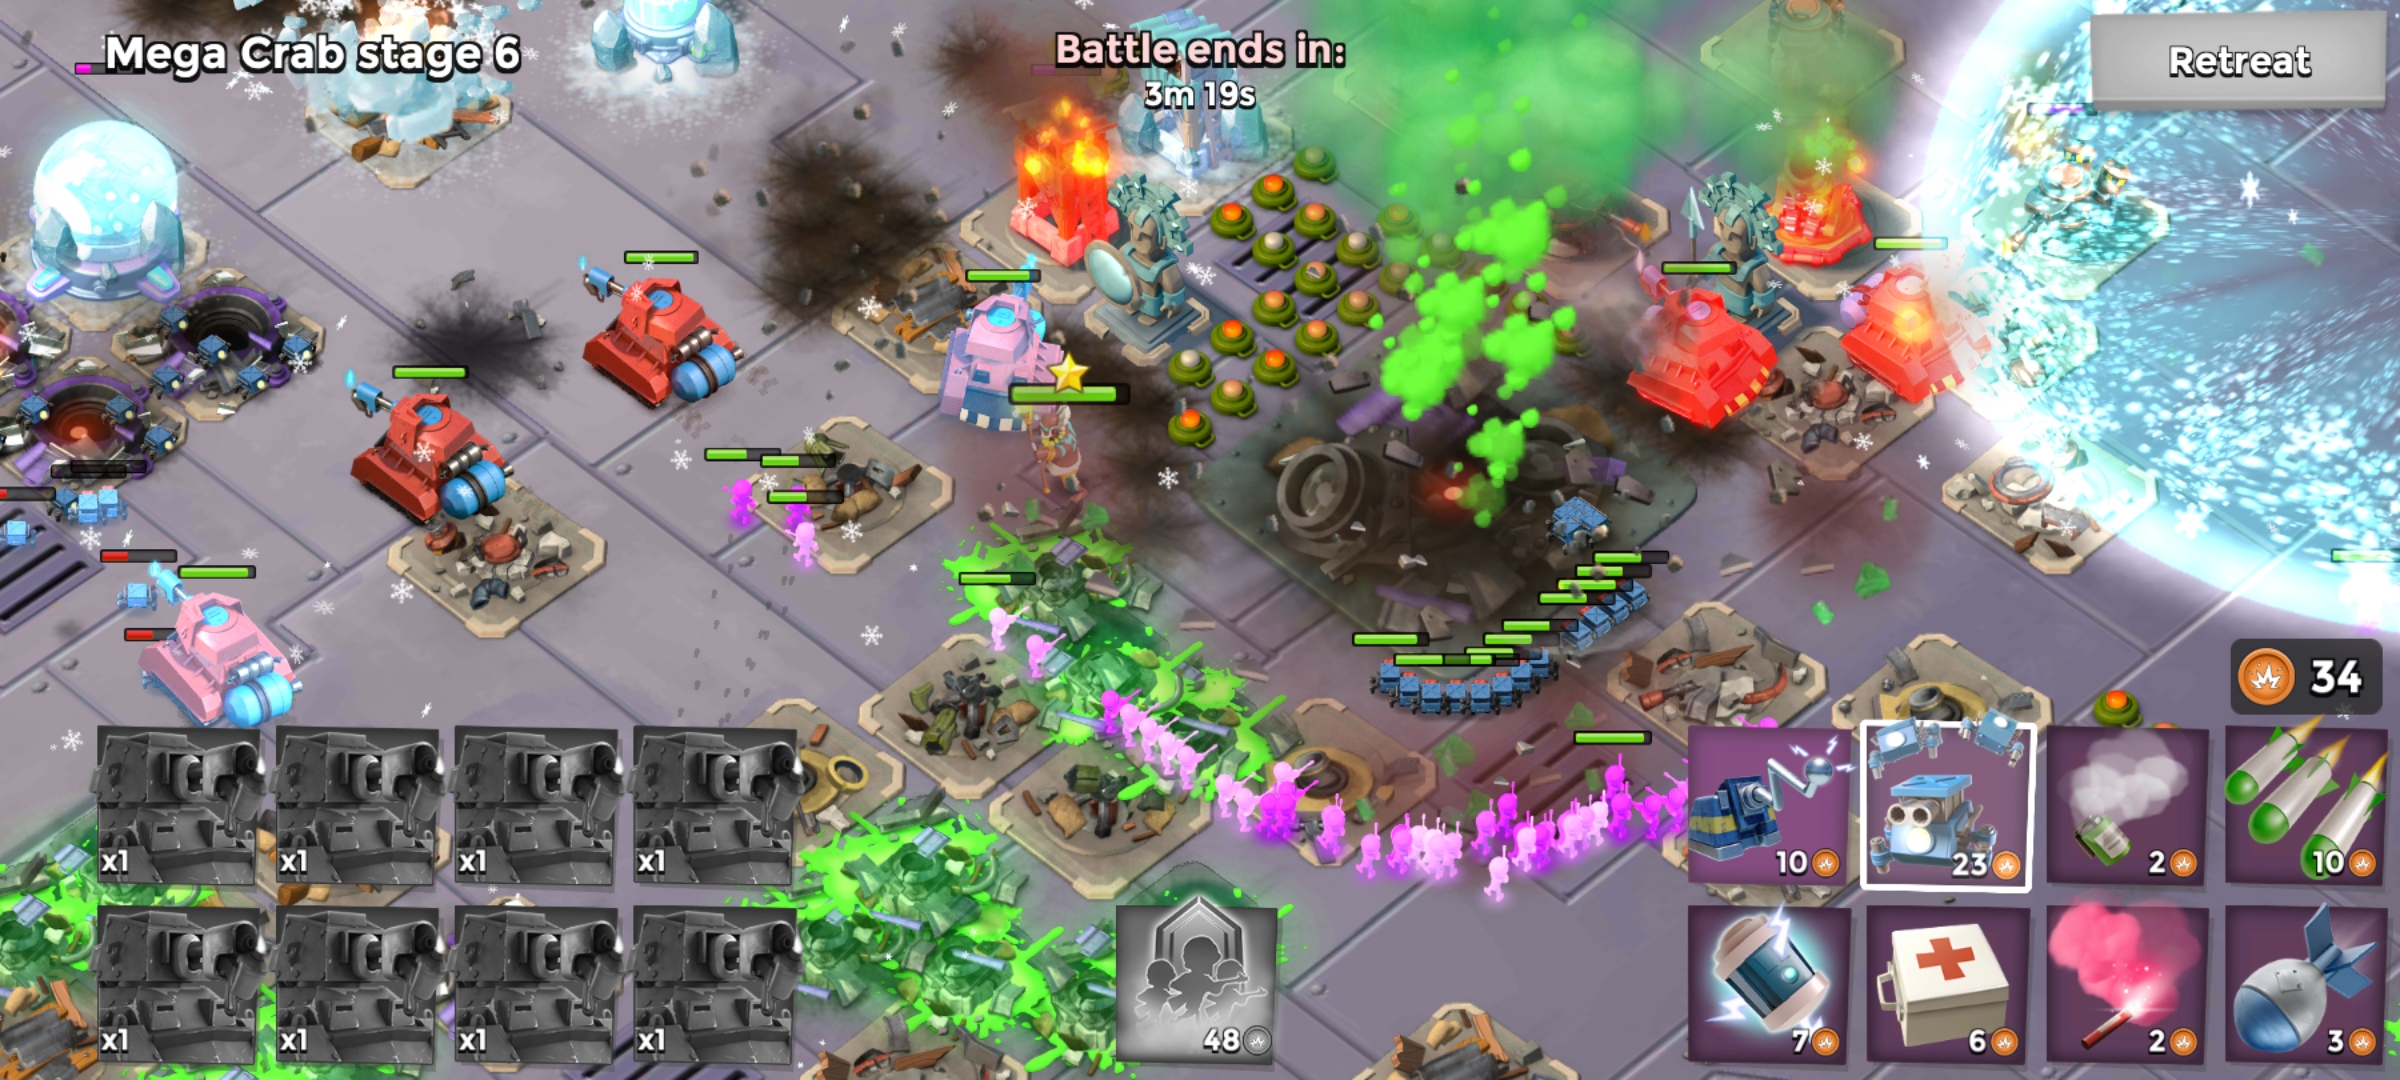 Mega Crab stage 6
Battle ends in:
3m 19s
Retreat
34
x1
x1
x1
x1
10
23
2
10
x1
x1
x1
x1
48
7
6
2
3